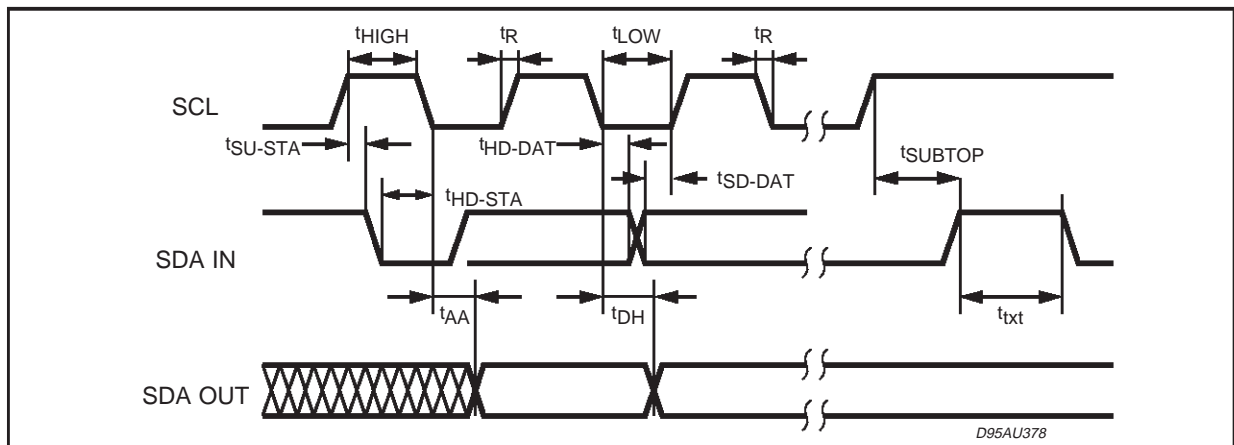 tHIGH
tR
tLOW
tR
SCL
tSU-STA
tHD-DAT
tSUBTOP
tSD-DAT
tHD-STA
SDA IN
tAA
tDH
ttxt
SDA OUT
D95AU378